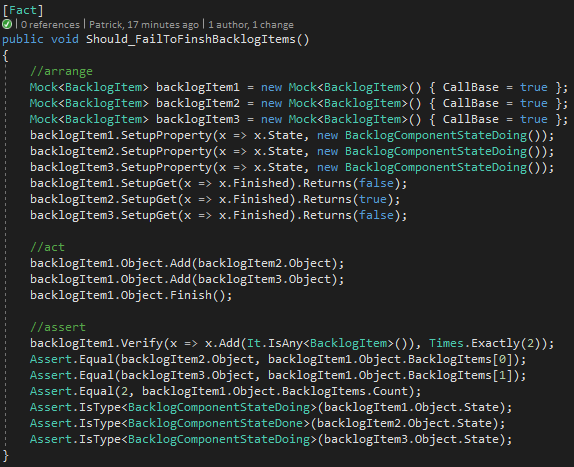 [Fact]
0 references | Patrick, 17 minutes ago | 1 author, 1 change
public void Should_FailToFinshBacklogItems()
{
//arrange
Mock<BacklogItem> backlogItem1 = new Mock<BacklogItem>() { CallBase = true };
Mock<BacklogItem> backlogItem2 = new Mock<BacklogItem>() { CallBase = true };
Mock<BacklogItem> backlogItem3 = new Mock<BacklogItem>() { CallBase = true };
backlogItem1.SetupProperty(x => x.State, new BacklogComponentStateDoing());
backlogItem2.SetupProperty(x => x.State, new BacklogComponentStateDoing());
backlogItem3.SetupProperty(x => x.State, new BacklogComponentStateDoing());
backlogItem1.SetupGet(x => x.Finished).Returns(false);
backlogItem2.SetupGet(x => x.Finished).Returns(true);
backlogItem3.SetupGet(x => x.Finished).Returns(false);
//act
backlogItem1.Object.Add(backlogItem2.Object);
backlogItem1.Object.Add(backlogItem3.Object);
backlogItem1.Object.Finish();
//assert
backlogItem1.Verify(x => x.Add(It.IsAny<BacklogItem>()), Times.Exactly(2));
Assert.Equal(backlogItem2.Object, backlogItem1.Object.BacklogItems[0]);
Assert.Equal(backlogItem3.Object, backlogItem1.Object.BacklogItems[1]);
Assert.Equal(2, backlogItem1.Object.BacklogItems.Count);
Assert.IsType<BacklogComponentStateDoing>(backlogItem1.Object.State);
Assert.IsType<BacklogComponentStateDone>(backlogItem2.Object.State);
Assert.IsType<BacklogComponentStateDoing>(backlogItem3.Object.State);
}